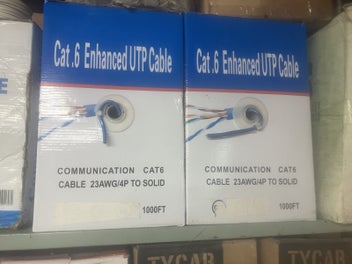 Cat.6 Enhanced UTP Cable
COMMUNICATION CAT6
CABLE 23AWG/4P TO SOLID
1000FT
Cat.6 Enhanced UTP Cable
COMMUNICATION CAT6
CABLE 23AWG/4P TO SOLID
1000FT
TYCAB
TYCAB